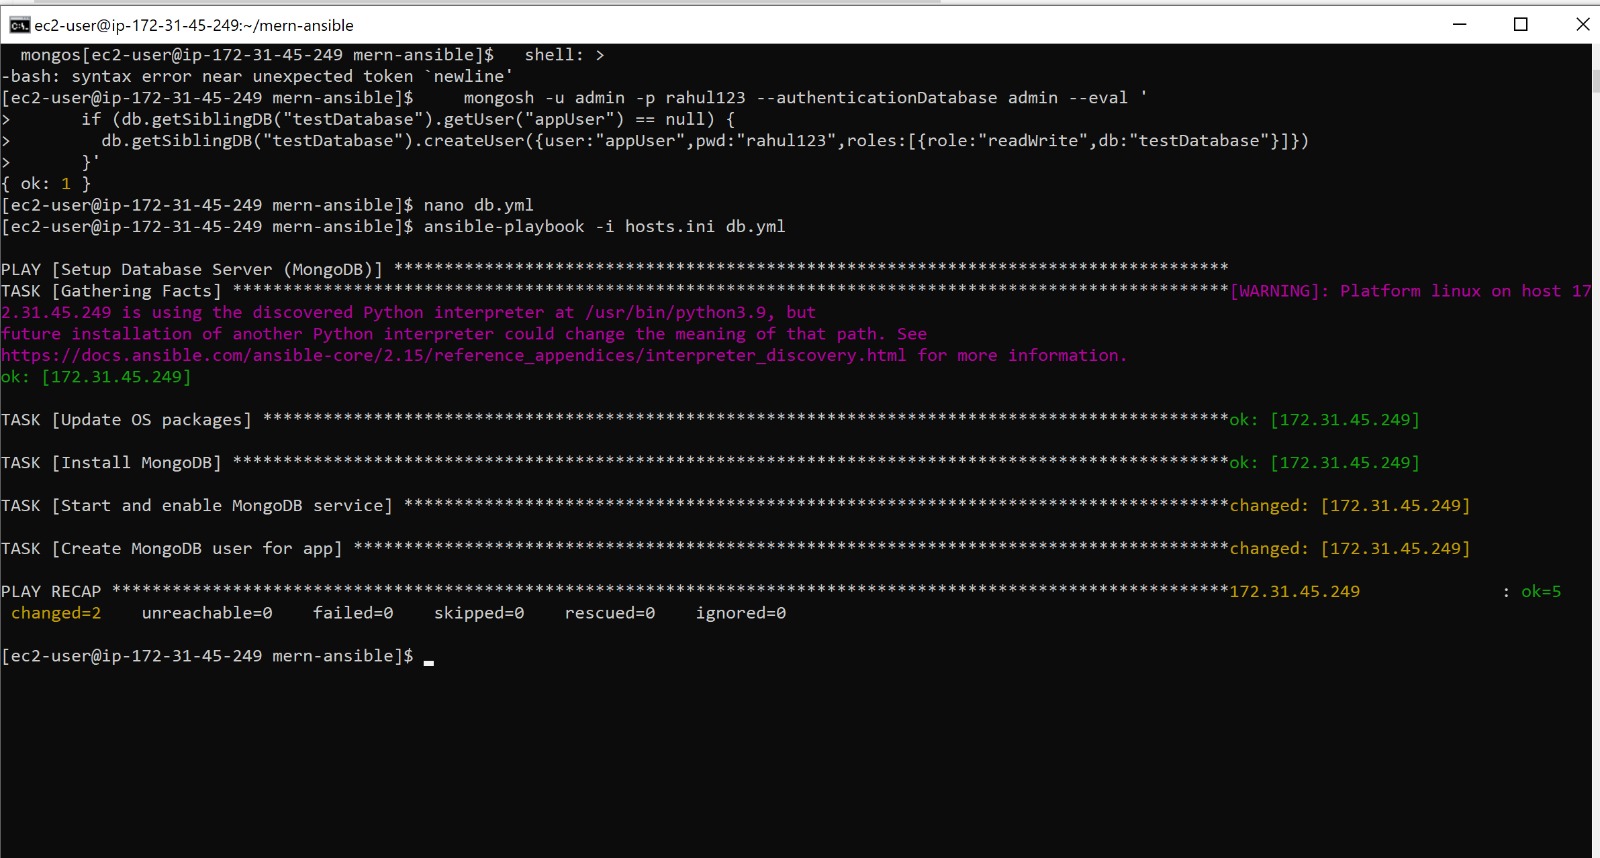 ec2-user@ip-172-31-45-249:~/mern-ansible
  mongos[ec2-user@ip-172-31-45-249 mern-ansible]$   shell: >
-bash: syntax error near unexpected token `newline'
[ec2-user@ip-172-31-45-249 mern-ansible]$     mongosh -u admin -p rahul123 --authenticationDatabase admin --eval '
>       if (db.getSiblingDB("testDatabase").getUser("appUser") == null) {
>         db.getSiblingDB("testDatabase").createUser({user:"appUser",pwd:"rahul123",roles:[{role:"readWrite",db:"testDatabase"}]})
>       }'
{ ok: 1 }
[ec2-user@ip-172-31-45-249 mern-ansible]$ nano db.yml
[ec2-user@ip-172-31-45-249 mern-ansible]$ ansible-playbook -i hosts.ini db.yml

PLAY [Setup Database Server (MongoDB)] ***********************************************************************************
TASK [Gathering Facts] ***************************************************************************************************[WARNING]: Platform linux on host 17
2.31.45.249 is using the discovered Python interpreter at /usr/bin/python3.9, but
future installation of another Python interpreter could change the meaning of that path. See
https://docs.ansible.com/ansible-core/2.15/reference_appendices/interpreter_discovery.html for more information.
ok: [172.31.45.249]

TASK [Update OS packages] ************************************************************************************************ok: [172.31.45.249]

TASK [Install MongoDB] ***************************************************************************************************ok: [172.31.45.249]

TASK [Start and enable MongoDB service] **********************************************************************************changed: [172.31.45.249]

TASK [Create MongoDB user for app] ***************************************************************************************changed: [172.31.45.249]

PLAY RECAP ***************************************************************************************************************172.31.45.249              : ok=5
 changed=2    unreachable=0    failed=0    skipped=0    rescued=0    ignored=0

[ec2-user@ip-172-31-45-249 mern-ansible]$